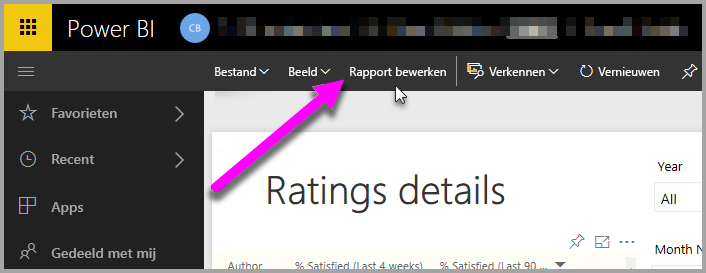 Power BI CB
Bestand Beeld Rapport bewerken Verkennen Vernieuwen
Favorieten
Recent
Apps
Gedeeld met mij
Ratings details
Year
All
Month N
Author % Satisfied (Last 4 weeks) % Satisfied (Last 90 ...